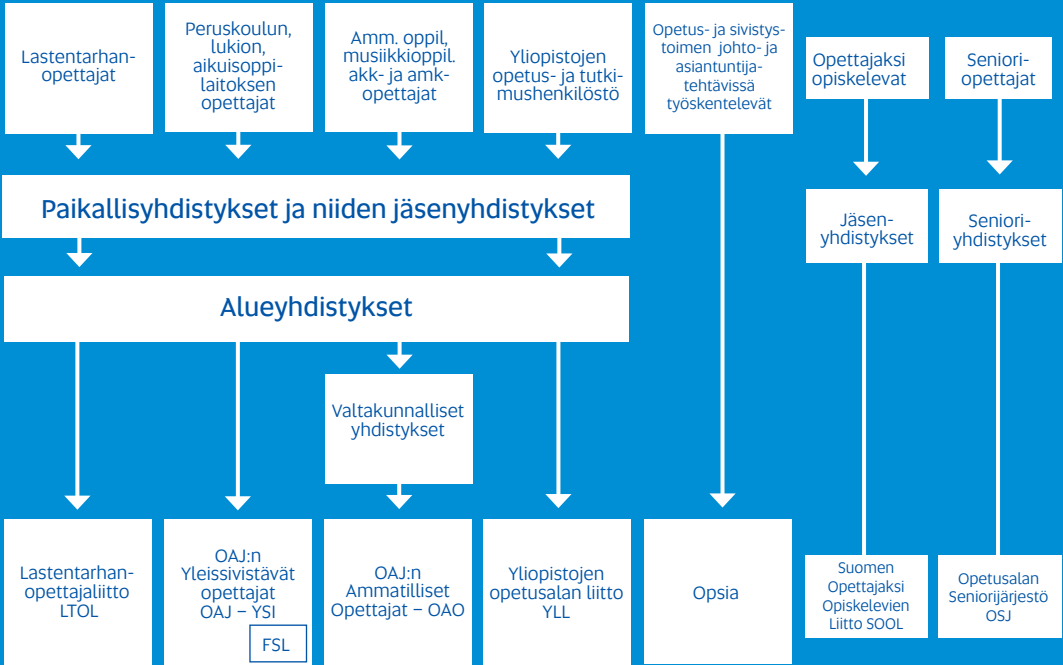 Lastentarhan-
opettajat
Peruskoulun,
lukion,
aikuisoppi-
laitoksen
opettajat
Amm. oppil,
musiikkioppil.
akk- ja amk-
opettajat
Yliopistojen
opetus- ja tutki-
mushenkilöstö
Opetus- ja sivistys-
toimen johto- ja
asiantuntija-
tehtävissä
työskentelevät
Opettajaksi
opiskelevat
Seniori-
opettajat
Paikallisyhdistykset ja niiden jäsenyhdistykset
Jäsen-
yhdistykset
Seniori-
yhdistykset
Alueyhdistykset
Valtakunnalliset
yhdistykset
Lastentarhan-
opettajaliitto
LTOL
OAJ:n
Yleissivistävät
opettajat
OAJ – YSI
FSL
OAJ:n
Ammatilliset
Opettajat – OAO
Yliopistojen
opetusalan liitto
YLL
Opsia
Suomen
Opettajaksi
Opiskelevien
Liitto SOOL
Opetusalan
Seniorijärjestö
OSJ